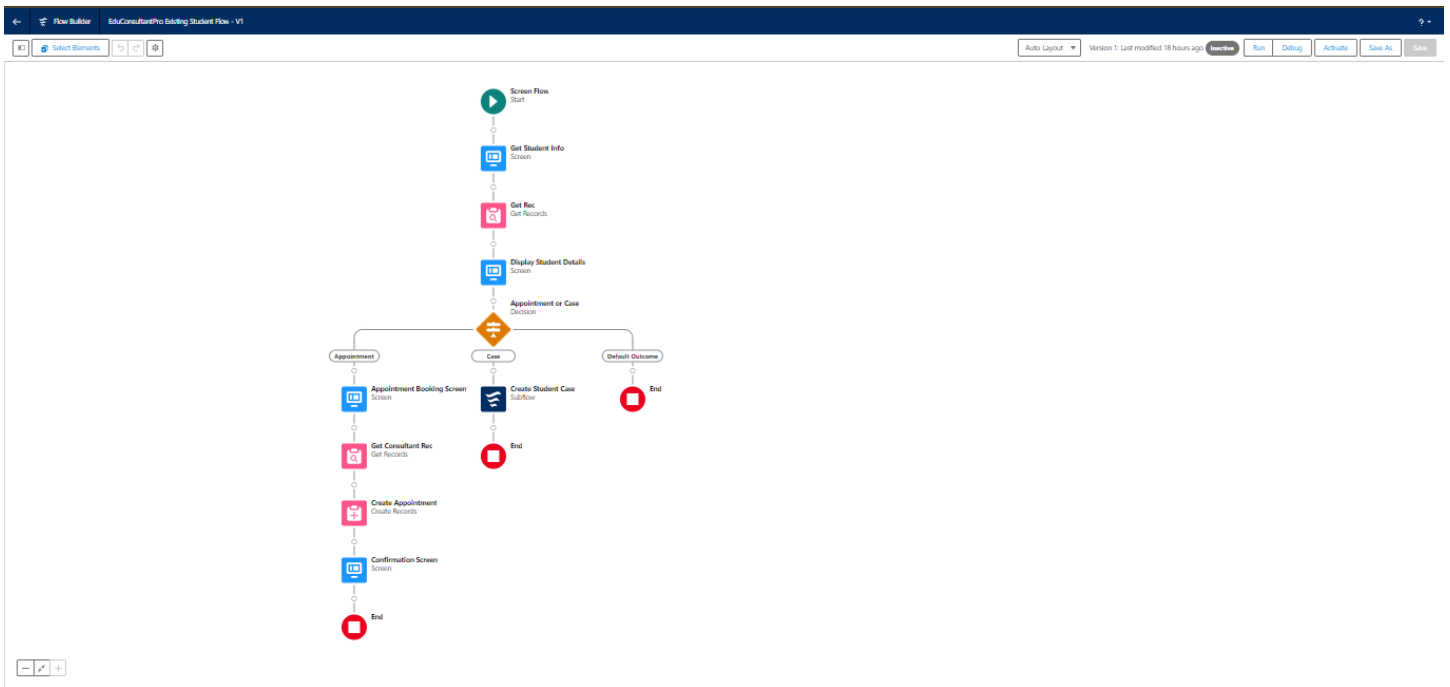 Flow Builder EduConsultantPro Existing Student Flow - V1 ?
Select Elements Auto Layout Version 1: Last modified 18 hours ago Inactive Run Debug Activate Save As Save
Screen Flow
Start
Get Student Info
Screen
Get Rec
Get Records
Display Student Details
Screen
Appointment or Case
Decision
Appointment Case Default Outcome
Appointment Booking Screen
Screen
Create Student Case
Subflow
End
Get Consultant Rec
Get Records
End
Create Appointment
Create Records
Confirmation Screen
Screen
End